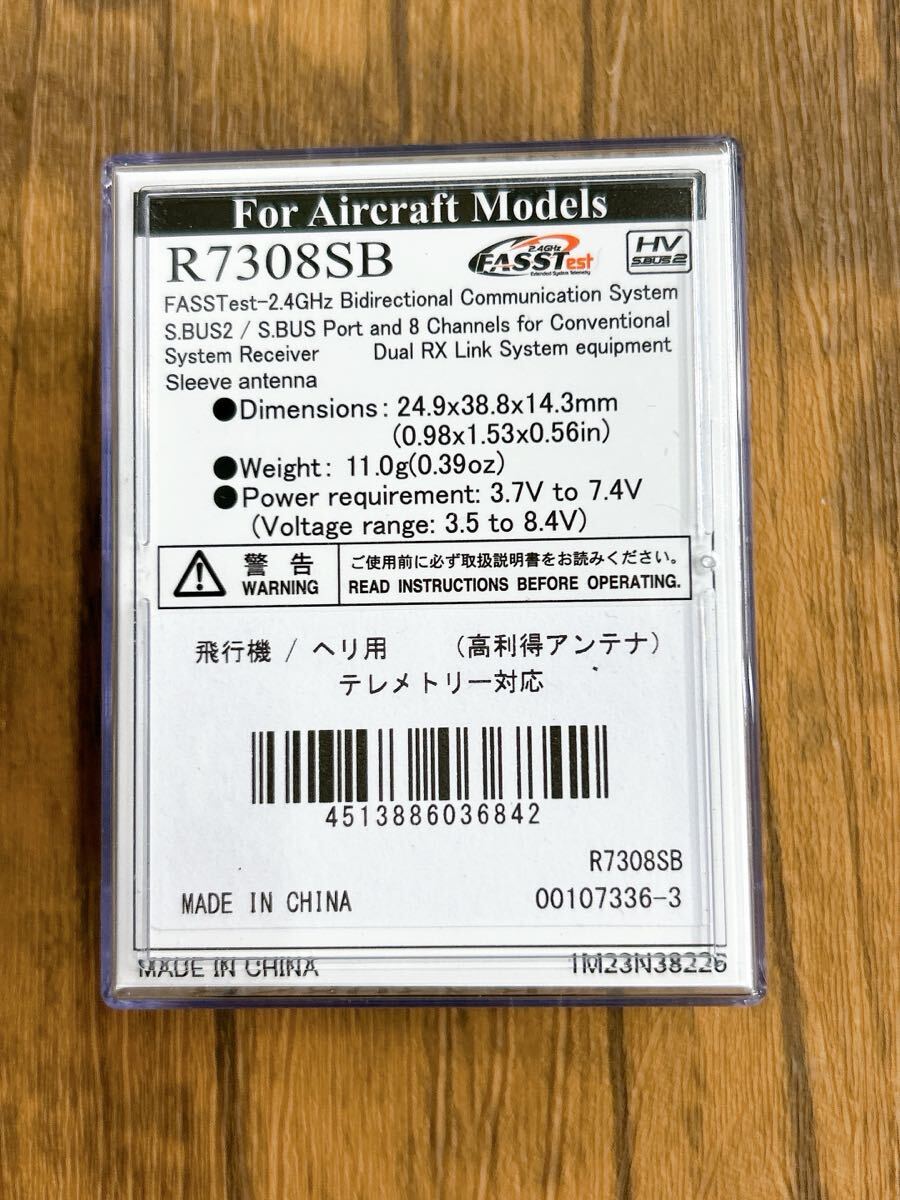 For Aircraft Models
R7308SB
2.4GHz
FASSTest
Extended System Telemetry
HV
S.BUS2
FASSTest-2.4GHz Bidirectional Communication System
S.BUS2 / S.BUS Port and 8 Channels for Conventional
System Receiver Dual RX Link System equipment
Sleeve antenna
●Dimensions: 24.9x38.8x14.3mm
(0.98x1.53x0.56in)
●Weight: 11.0g(0.39oz)
●Power requirement: 3.7V to 7.4V
(Voltage range: 3.5 to 8.4V)
警告 ご使用前に必ず取扱説明書をお読みください。
WARNING READ INSTRUCTIONS BEFORE OPERATING.
飛行機 / ヘリ用 (高利得アンテナ)
テレメトリー対応
4513886036842
R7308SB
MADE IN CHINA 00107336-3
MADE IN CHINA 1M23N38226